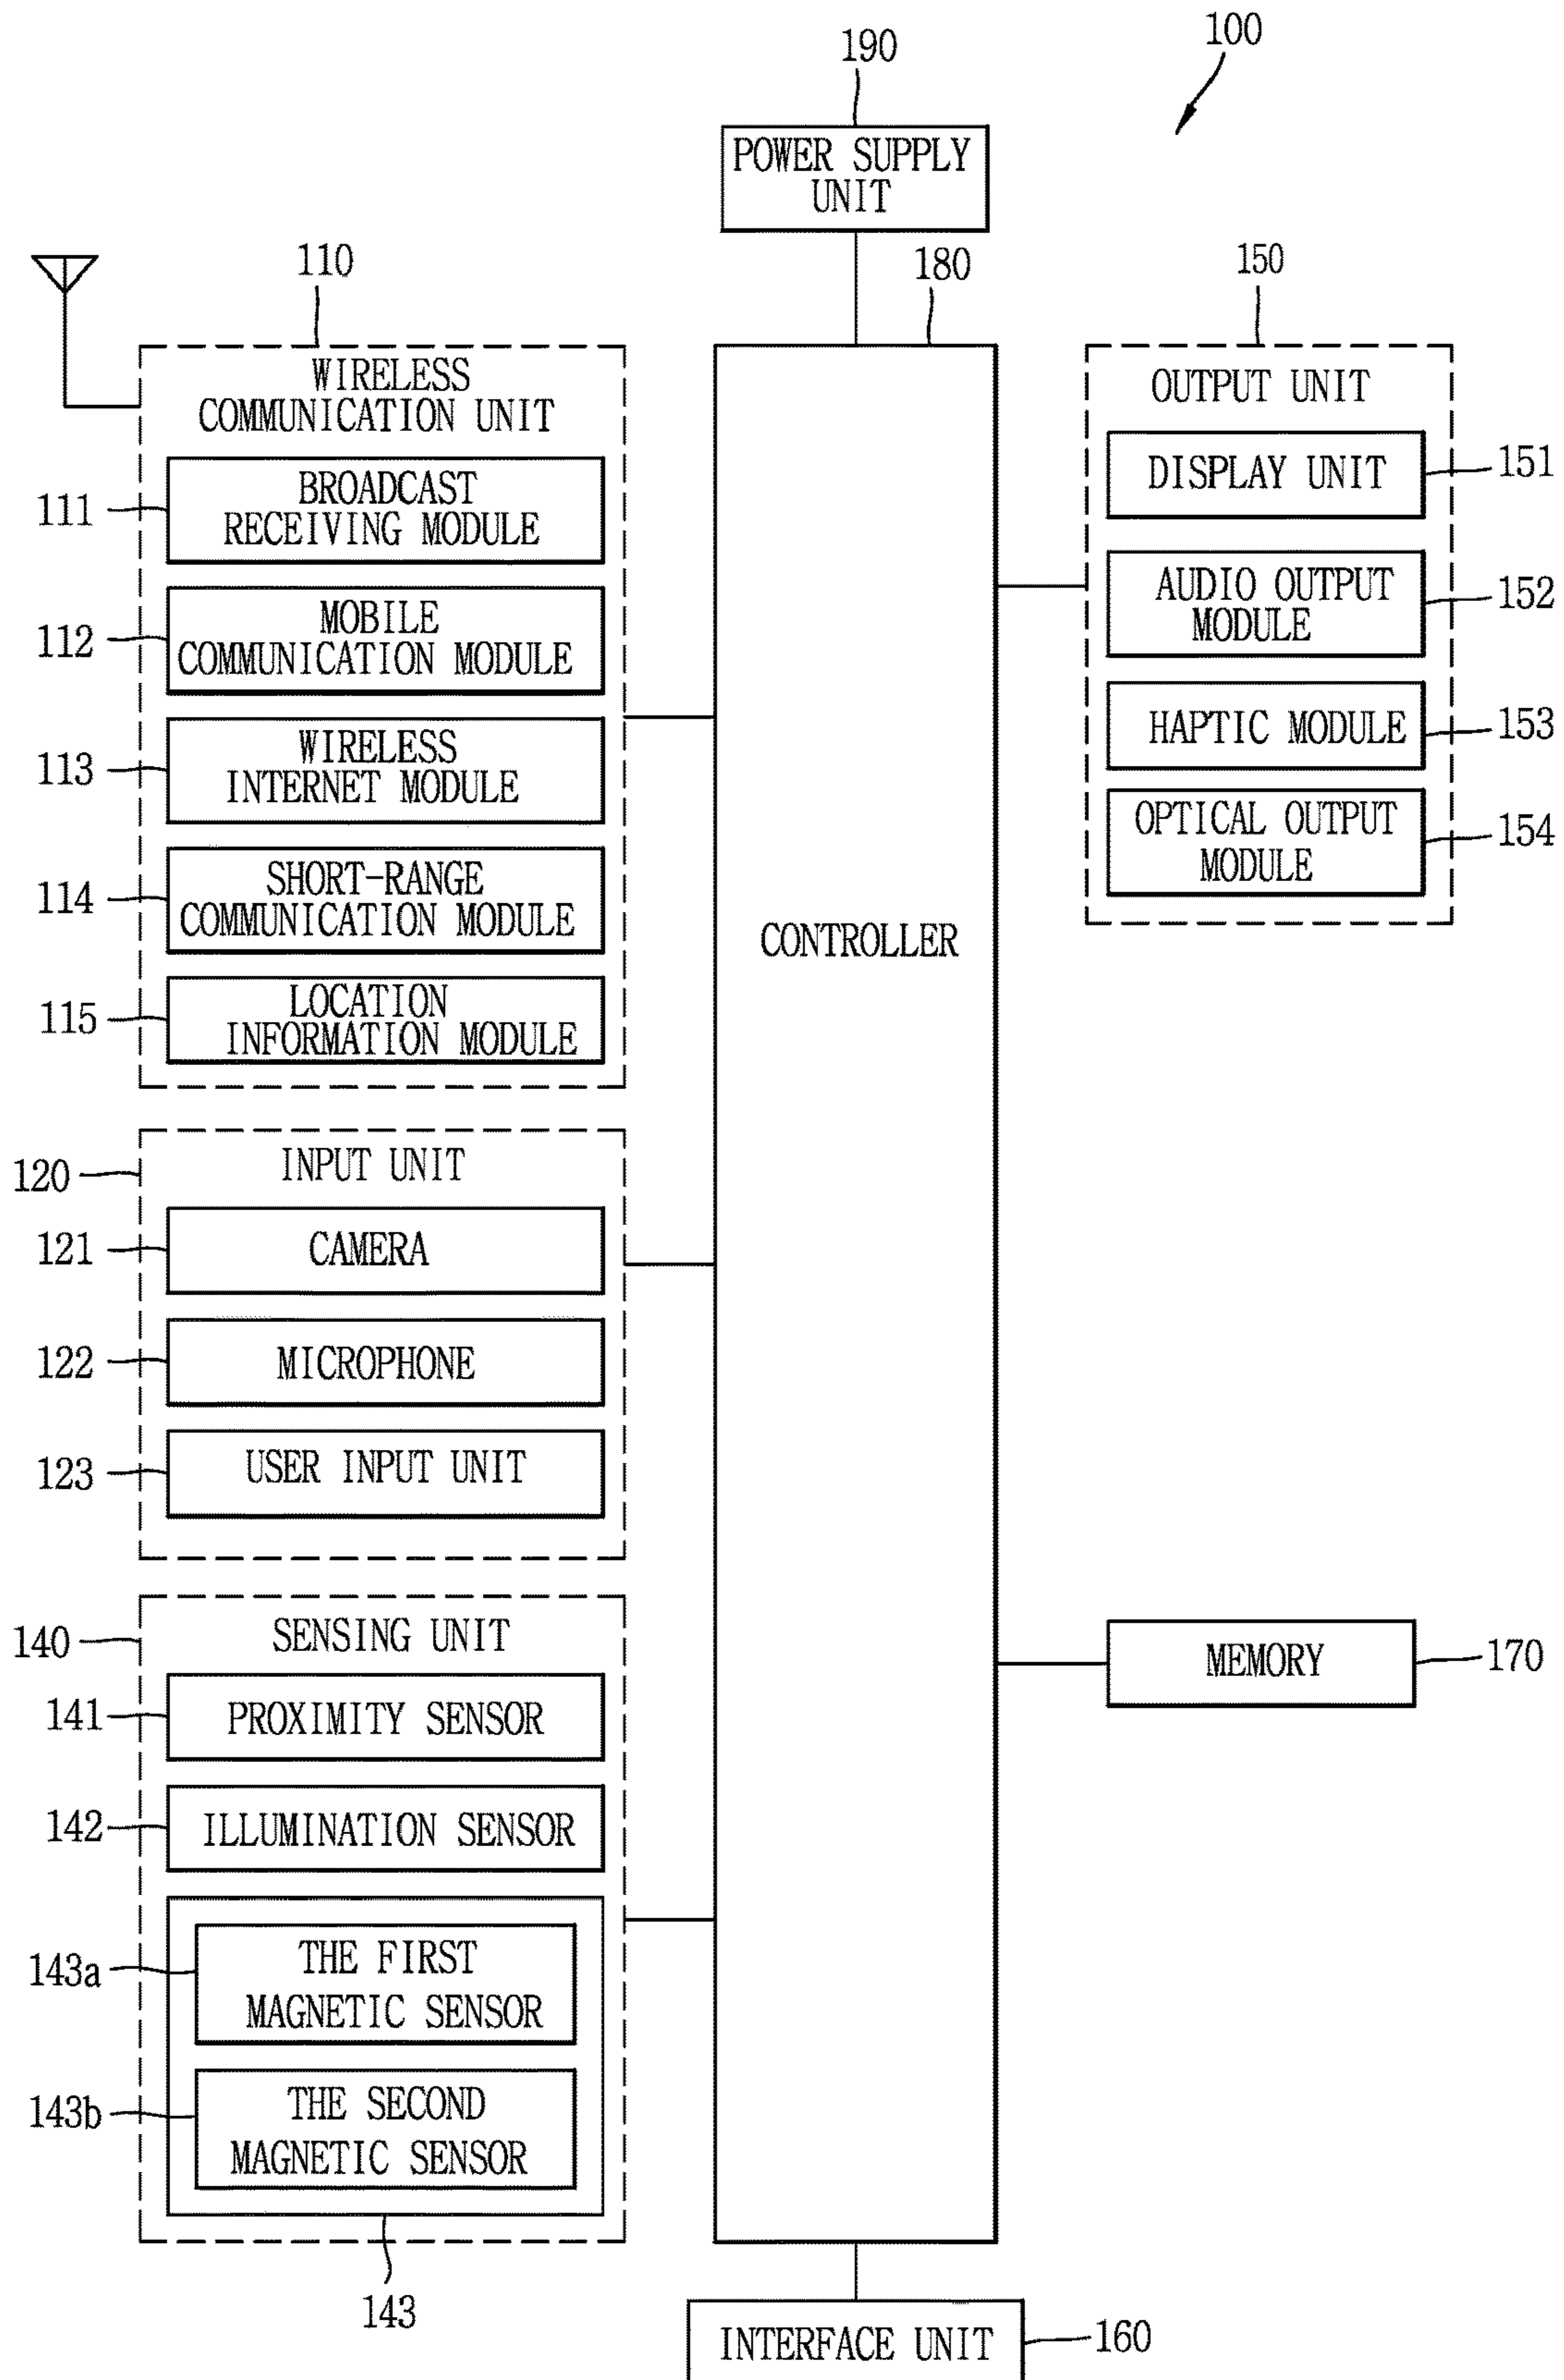 100
190
POWER SUPPLY
UNIT
110
180
150
WIRELESS
COMMUNICATION UNIT
OUTPUT UNIT
111
BROADCAST
RECEIVING MODULE
DISPLAY UNIT
151
112
MOBILE
COMMUNICATION MODULE
AUDIO OUTPUT
MODULE
152
113
WIRELESS
INTERNET MODULE
HAPTIC MODULE
153
OPTICAL OUTPUT
MODULE
154
114
SHORT-RANGE
COMMUNICATION MODULE
CONTROLLER
115
LOCATION
INFORMATION MODULE
120
INPUT UNIT
121
CAMERA
122
MICROPHONE
123
USER INPUT UNIT
140
SENSING UNIT
MEMORY
170
141
PROXIMITY SENSOR
142
ILLUMINATION SENSOR
143a
THE FIRST
MAGNETIC SENSOR
143b
THE SECOND
MAGNETIC SENSOR
143
INTERFACE UNIT
160